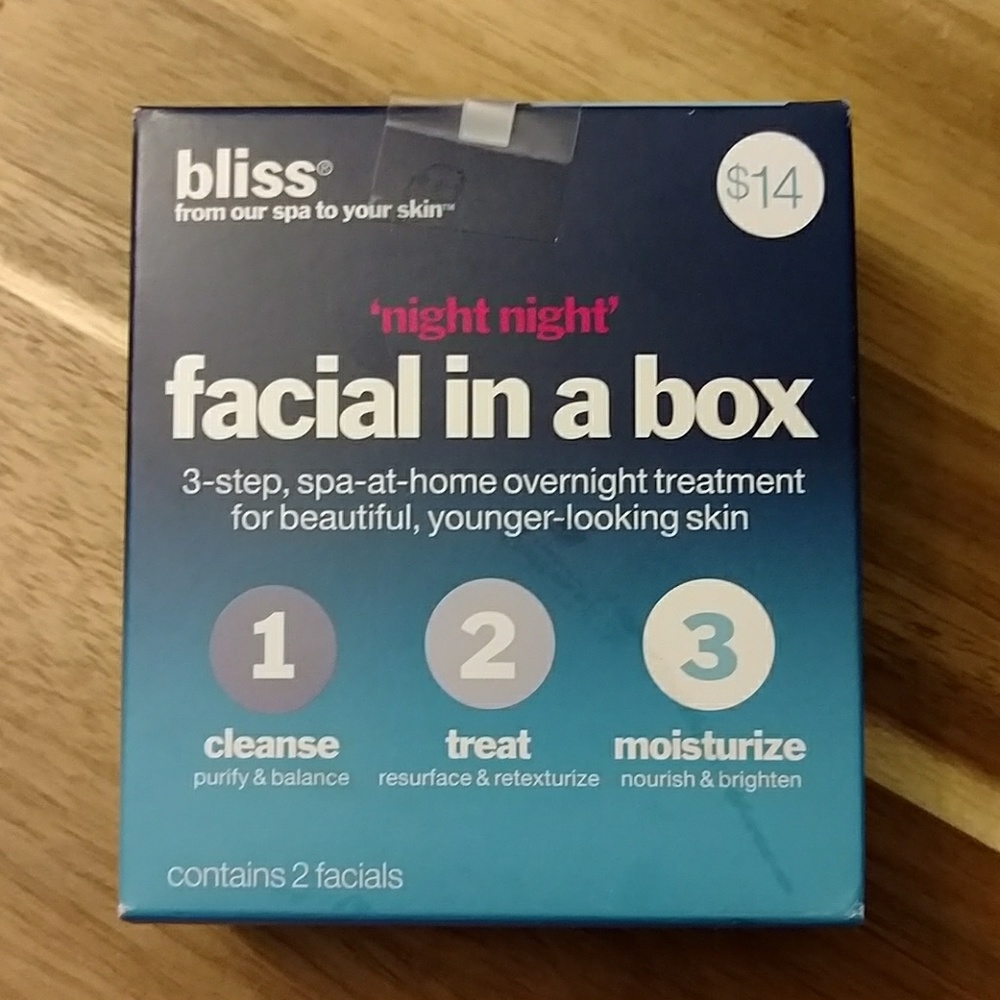 bliss®
from our spa to your skin™
$14
‘night night’
facial in a box
3-step, spa-at-home overnight treatment
for beautiful, younger-looking skin
1
cleanse
purify & balance
2
treat
resurface & retexturize
3
moisturize
nourish & brighten
contains 2 facials